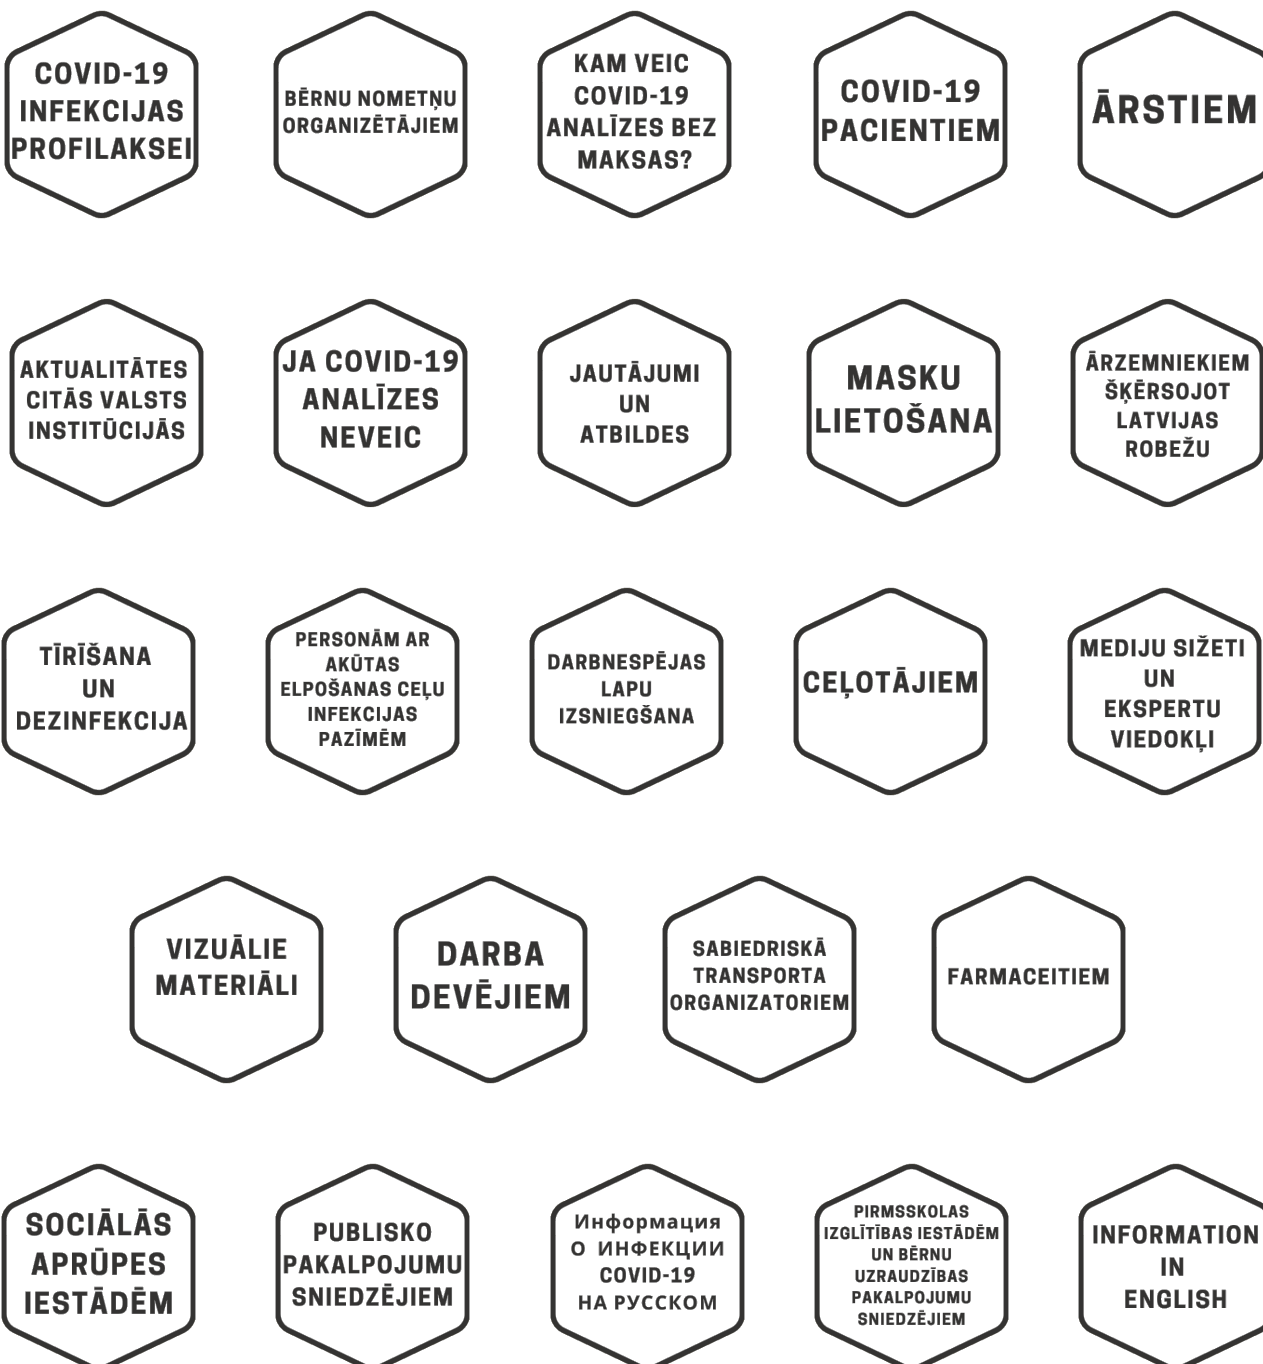 COVID-19
INFEKCIJAS
PROFILAKSEI
BĒRNU NOMETŅU
ORGANIZĒTĀJIEM
KAM VEIC
COVID-19
ANALĪZES BEZ
MAKSAS?
COVID-19
PACIENTIEM
ĀRSTIEM
AKTUALITĀTES
CITĀS VALSTS
INSTITŪCIJĀS
JA COVID-19
ANALĪZES
NEVEIC
JAUTĀJUMI
UN
ATBILDES
MASKU
LIETOŠANA
ĀRZEMNIEKIEM
ŠĶĒRSOJOT
LATVIJAS
ROBEŽU
TĪRĪŠANA
UN
DEZINFEKCIJA
PERSONĀM AR
AKŪTAS
ELPOŠANAS CEĻU
INFEKCIJAS
PAZĪMĒM
DARBNESPĒJAS
LAPU
IZSNIEGŠANA
CEĻOTĀJIEM
MEDIJU SIŽETI
UN
EKSPERTU
VIEDOKĻI
VIZUĀLIE
MATERIĀLI
DARBA
DEVĒJIEM
SABIEDRISKĀ
TRANSPORTA
ORGANIZATORIEM
FARMACEITIEM
SOCIĀLĀS
APRŪPES
IESTĀDĒM
PUBLISKO
PAKALPOJUMU
SNIEDZĒJIEM
Информация
О ИНФЕКЦИИ
COVID-19
НА РУССКОМ
PIRMSSKOLAS
IZGLĪTĪBAS IESTĀDĒM
UN BĒRNU
UZRAUDZĪBAS
PAKALPOJUMU
SNIEDZĒJIEM
INFORMATION
IN
ENGLISH